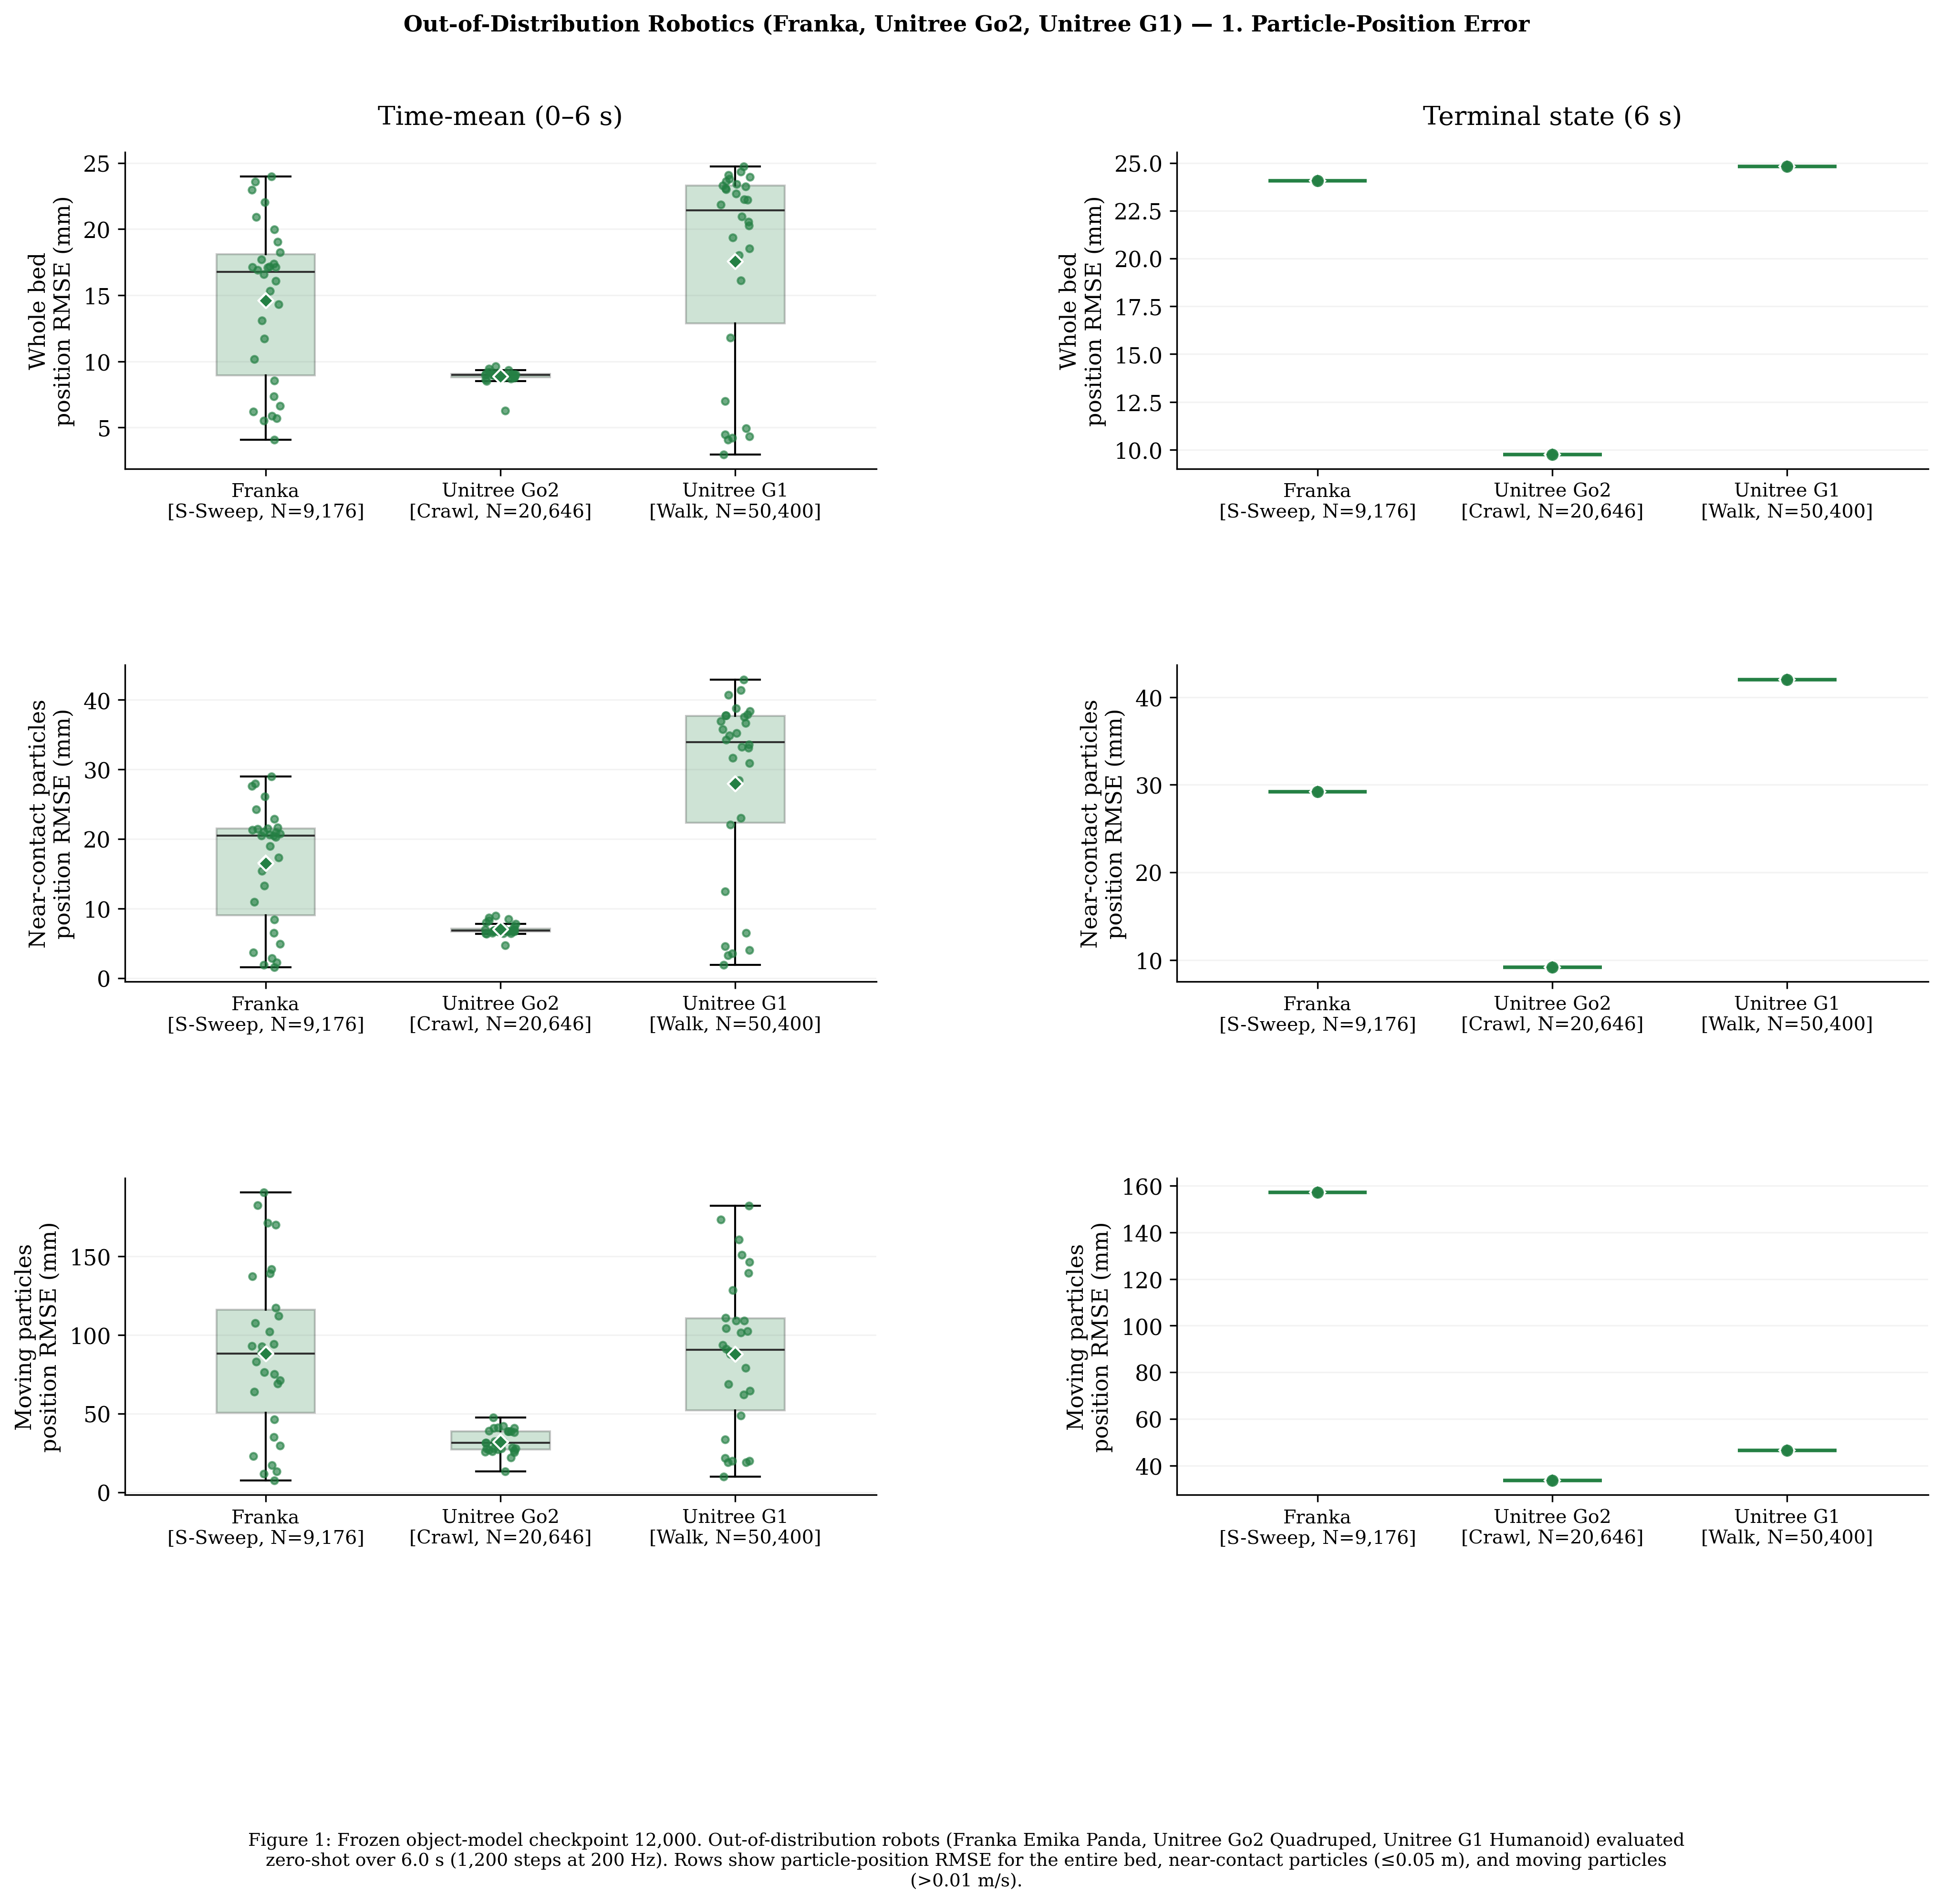 Out-of-Distribution Robotics (Franka, Unitree Go2, Unitree G1) — 1. Particle-Position Error
Time-mean (0–6 s)
Whole bed
position RMSE (mm)
25
20
15
10
5
Franka
[S-Sweep, N=9,176]
Unitree Go2
[Crawl, N=20,646]
Unitree G1
[Walk, N=50,400]
Terminal state (6 s)
Whole bed
position RMSE (mm)
25.0
22.5
20.0
17.5
15.0
12.5
10.0
Franka
[S-Sweep, N=9,176]
Unitree Go2
[Crawl, N=20,646]
Unitree G1
[Walk, N=50,400]
Near-contact particles
position RMSE (mm)
40
30
20
10
0
Franka
[S-Sweep, N=9,176]
Unitree Go2
[Crawl, N=20,646]
Unitree G1
[Walk, N=50,400]
Near-contact particles
position RMSE (mm)
40
30
20
10
Franka
[S-Sweep, N=9,176]
Unitree Go2
[Crawl, N=20,646]
Unitree G1
[Walk, N=50,400]
Moving particles
position RMSE (mm)
150
100
50
0
Franka
[S-Sweep, N=9,176]
Unitree Go2
[Crawl, N=20,646]
Unitree G1
[Walk, N=50,400]
Moving particles
position RMSE (mm)
160
140
120
100
80
60
40
Franka
[S-Sweep, N=9,176]
Unitree Go2
[Crawl, N=20,646]
Unitree G1
[Walk, N=50,400]
Figure 1: Frozen object-model checkpoint 12,000. Out-of-distribution robots (Franka Emika Panda, Unitree Go2 Quadruped, Unitree G1 Humanoid) evaluated
zero-shot over 6.0 s (1,200 steps at 200 Hz). Rows show particle-position RMSE for the entire bed, near-contact particles (≤0.05 m), and moving particles
(>0.01 m/s).